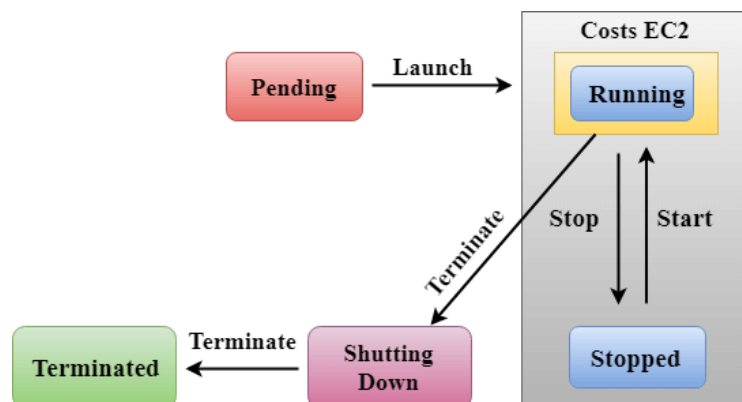 Costs EC2
Pending
Launch
Running
Terminate
Stop
Start
Terminated
Terminate
Shutting
Down
Stopped